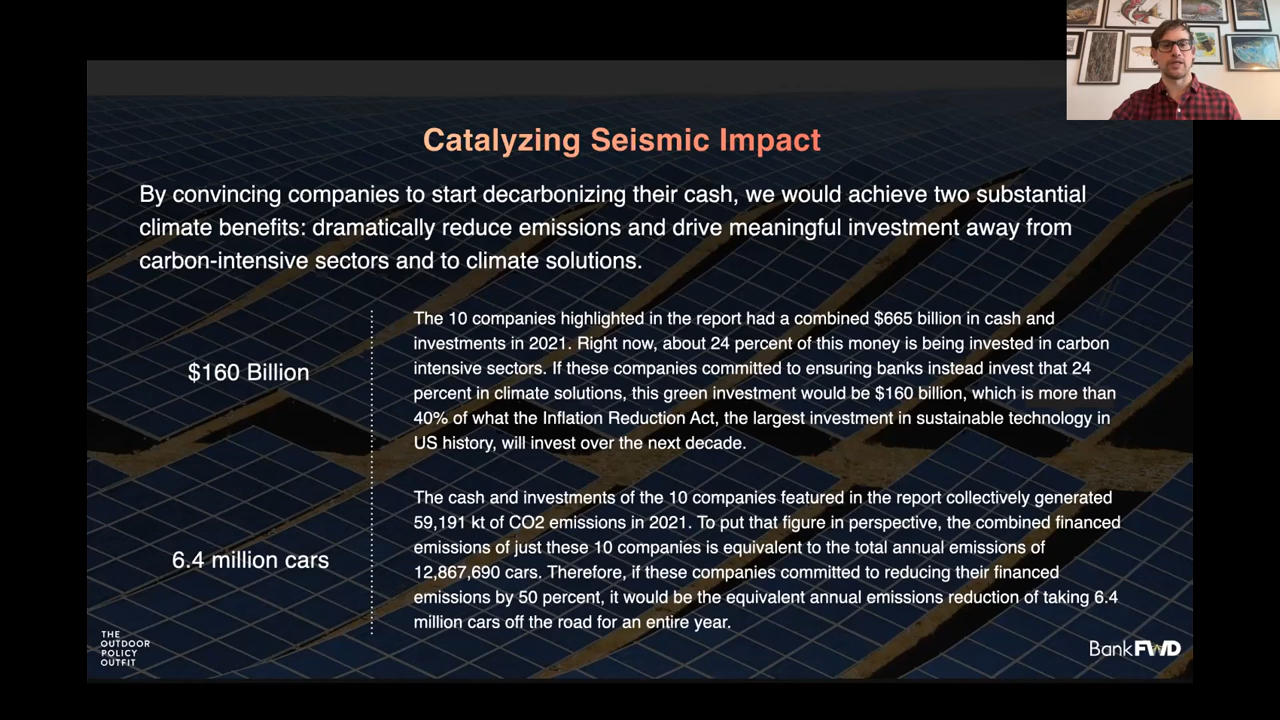 Catalyzing Seismic Impact
By convincing companies to start decarbonizing their cash, we would achieve two substantial
climate benefits: dramatically reduce emissions and drive meaningful investment away from
carbon-intensive sectors and to climate solutions.
$160 Billion
The 10 companies highlighted in the report had a combined $665 billion in cash and
investments in 2021. Right now, about 24 percent of this money is being invested in carbon
intensive sectors. If these companies committed to ensuring banks instead invest that 24
percent in climate solutions, this green investment would be $160 billion, which is more than
40% of what the Inflation Reduction Act, the largest investment in sustainable technology in
US history, will invest over the next decade.
6.4 million cars
The cash and investments of the 10 companies featured in the report collectively generated
59,191 kt of CO2 emissions in 2021. To put that figure in perspective, the combined financed
emissions of just these 10 companies is equivalent to the total annual emissions of
12,867,690 cars. Therefore, if these companies committed to reducing their financed
emissions by 50 percent, it would be the equivalent annual emissions reduction of taking 6.4
million cars off the road for an entire year.
THE
OUTDOOR
POLICY
OUTFIT
BankFWD